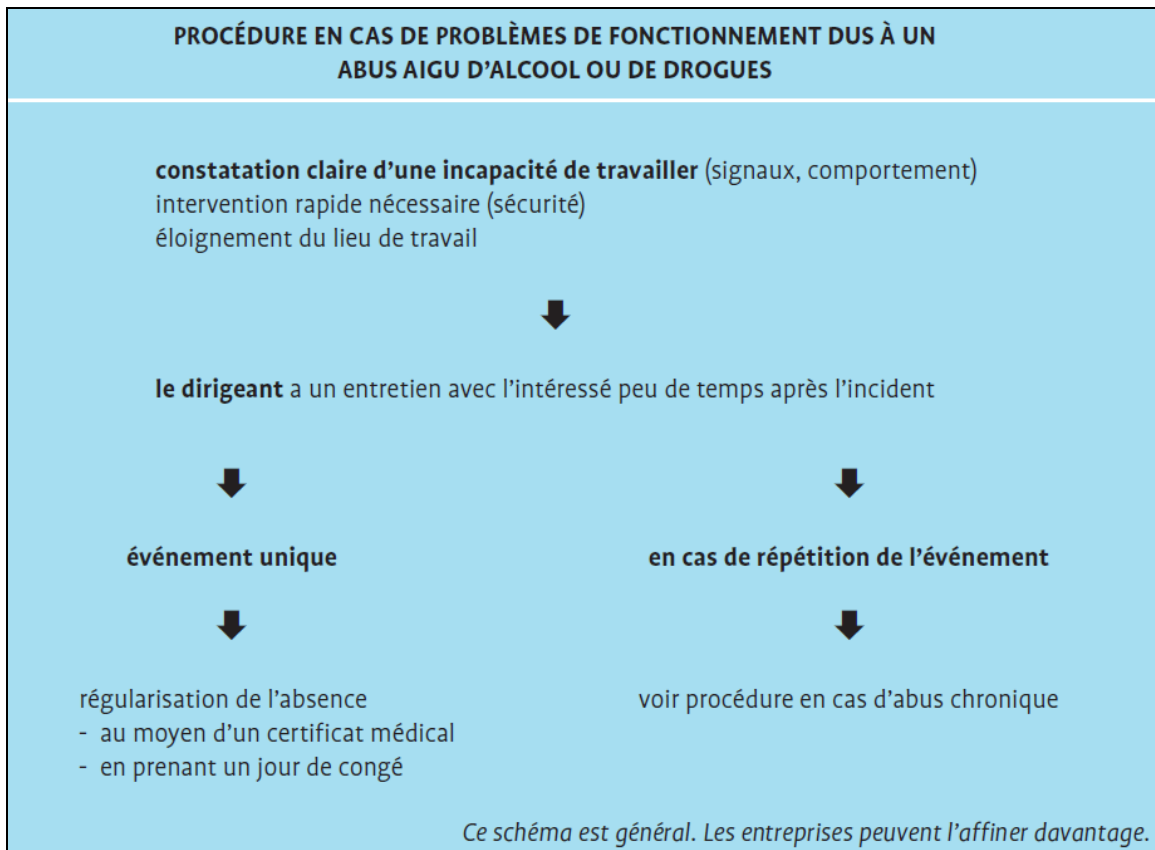 PROCÉDURE EN CAS DE PROBLÈMES DE FONCTIONNEMENT DUS À UN
ABUS AIGU D’ALCOOL OU DE DROGUES
constatation claire d’une incapacité de travailler (signaux, comportement)
intervention rapide nécessaire (sécurité)
éloignement du lieu de travail
le dirigeant a un entretien avec l’intéressé peu de temps après l’incident
événement unique
en cas de répétition de l’événement
régularisation de l’absence
- au moyen d’un certificat médical
- en prenant un jour de congé
voir procédure en cas d’abus chronique
Ce schéma est général. Les entreprises peuvent l’affiner davantage.